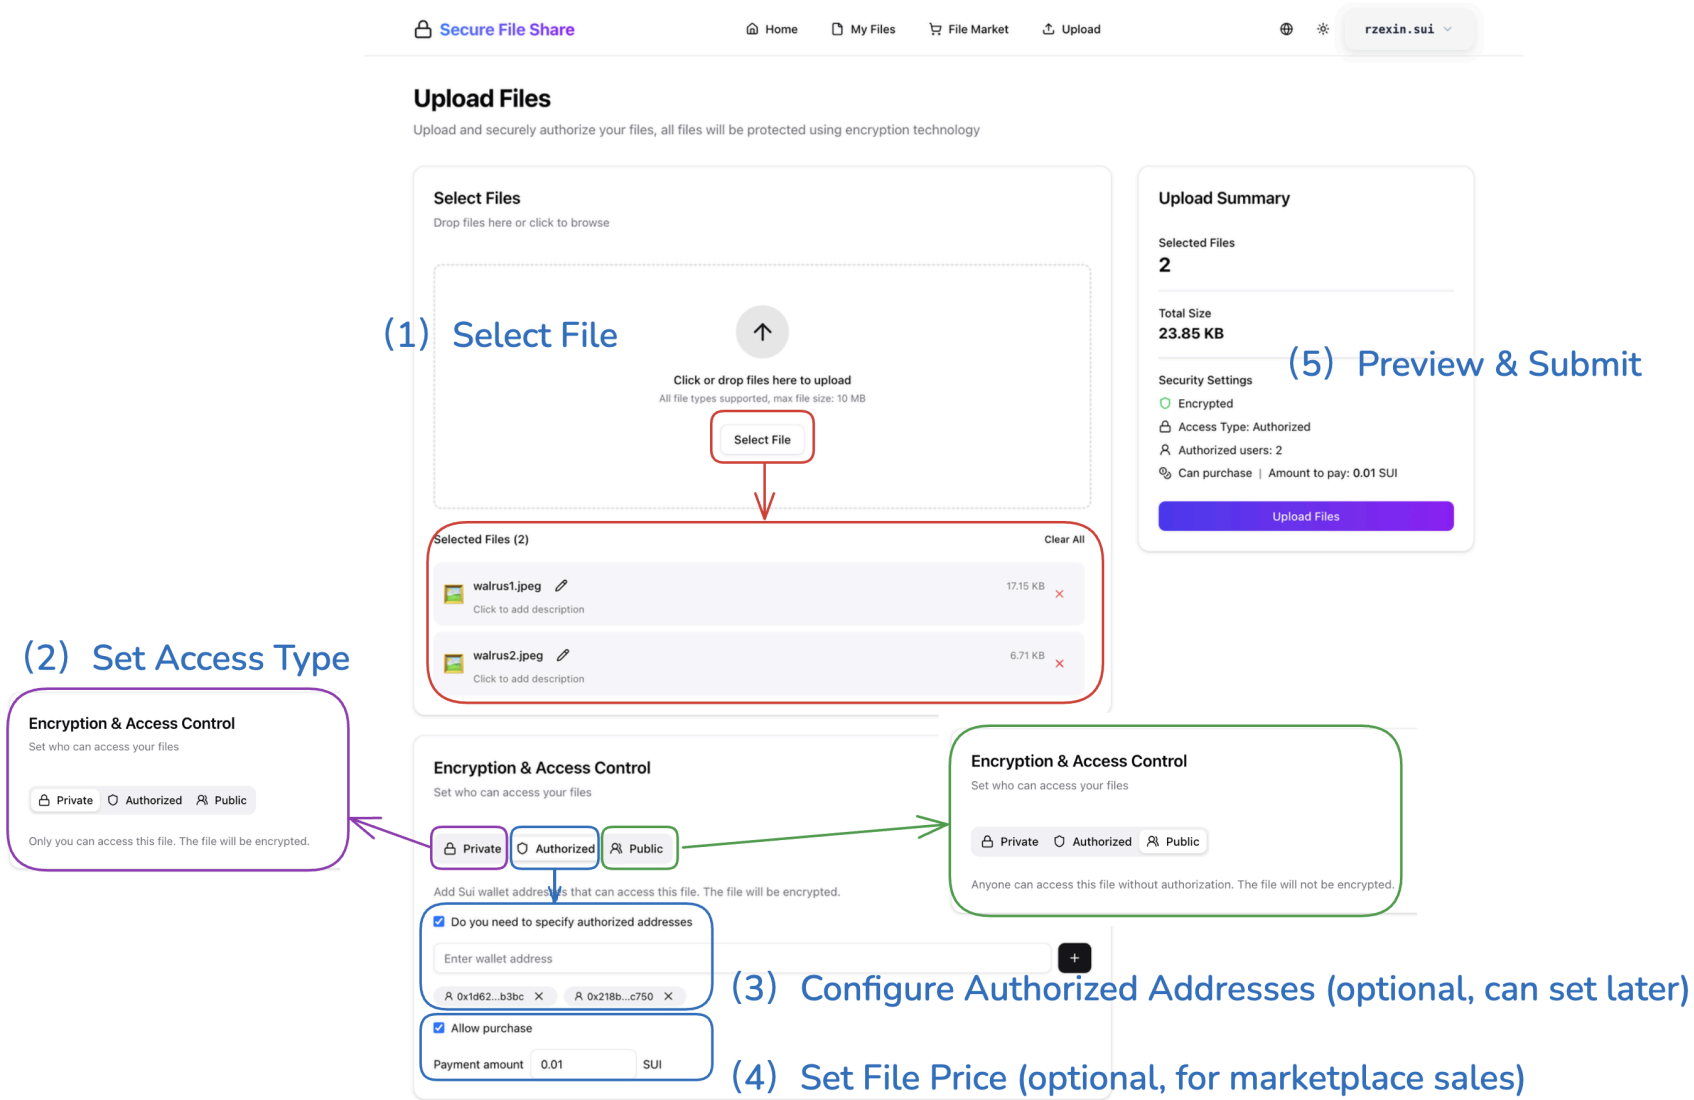 Secure File Share
Home
My Files
File Market
Upload
rzexin.sui
Upload Files
Upload and securely authorize your files, all files will be protected using encryption technology
Select Files
Drop files here or click to browse
(1) Select File
Click or drop files here to upload
All file types supported, max file size: 10 MB
Select File
Selected Files (2)
Clear All
walrus1.jpeg
17.15 KB
Click to add description
walrus2.jpeg
6.71 KB
Click to add description
Upload Summary
Selected Files
2
Total Size
23.85 KB
(5) Preview & Submit
Security Settings
Encrypted
Access Type: Authorized
Authorized users: 2
Can purchase | Amount to pay: 0.01 SUI
Upload Files
(2) Set Access Type
Encryption & Access Control
Set who can access your files
Private
Authorized
Public
Only you can access this file. The file will be encrypted.
Encryption & Access Control
Set who can access your files
Private
Authorized
Public
Add Sui wallet addresses that can access this file. The file will be encrypted.
Do you need to specify authorized addresses
Enter wallet address
+
0x1d62...b3bc
0x218b...c750
(3) Configure Authorized Addresses (optional, can set later)
Allow purchase
Payment amount
0.01
SUI
(4) Set File Price (optional, for marketplace sales)
Encryption & Access Control
Set who can access your files
Private
Authorized
Public
Anyone can access this file without authorization. The file will not be encrypted.